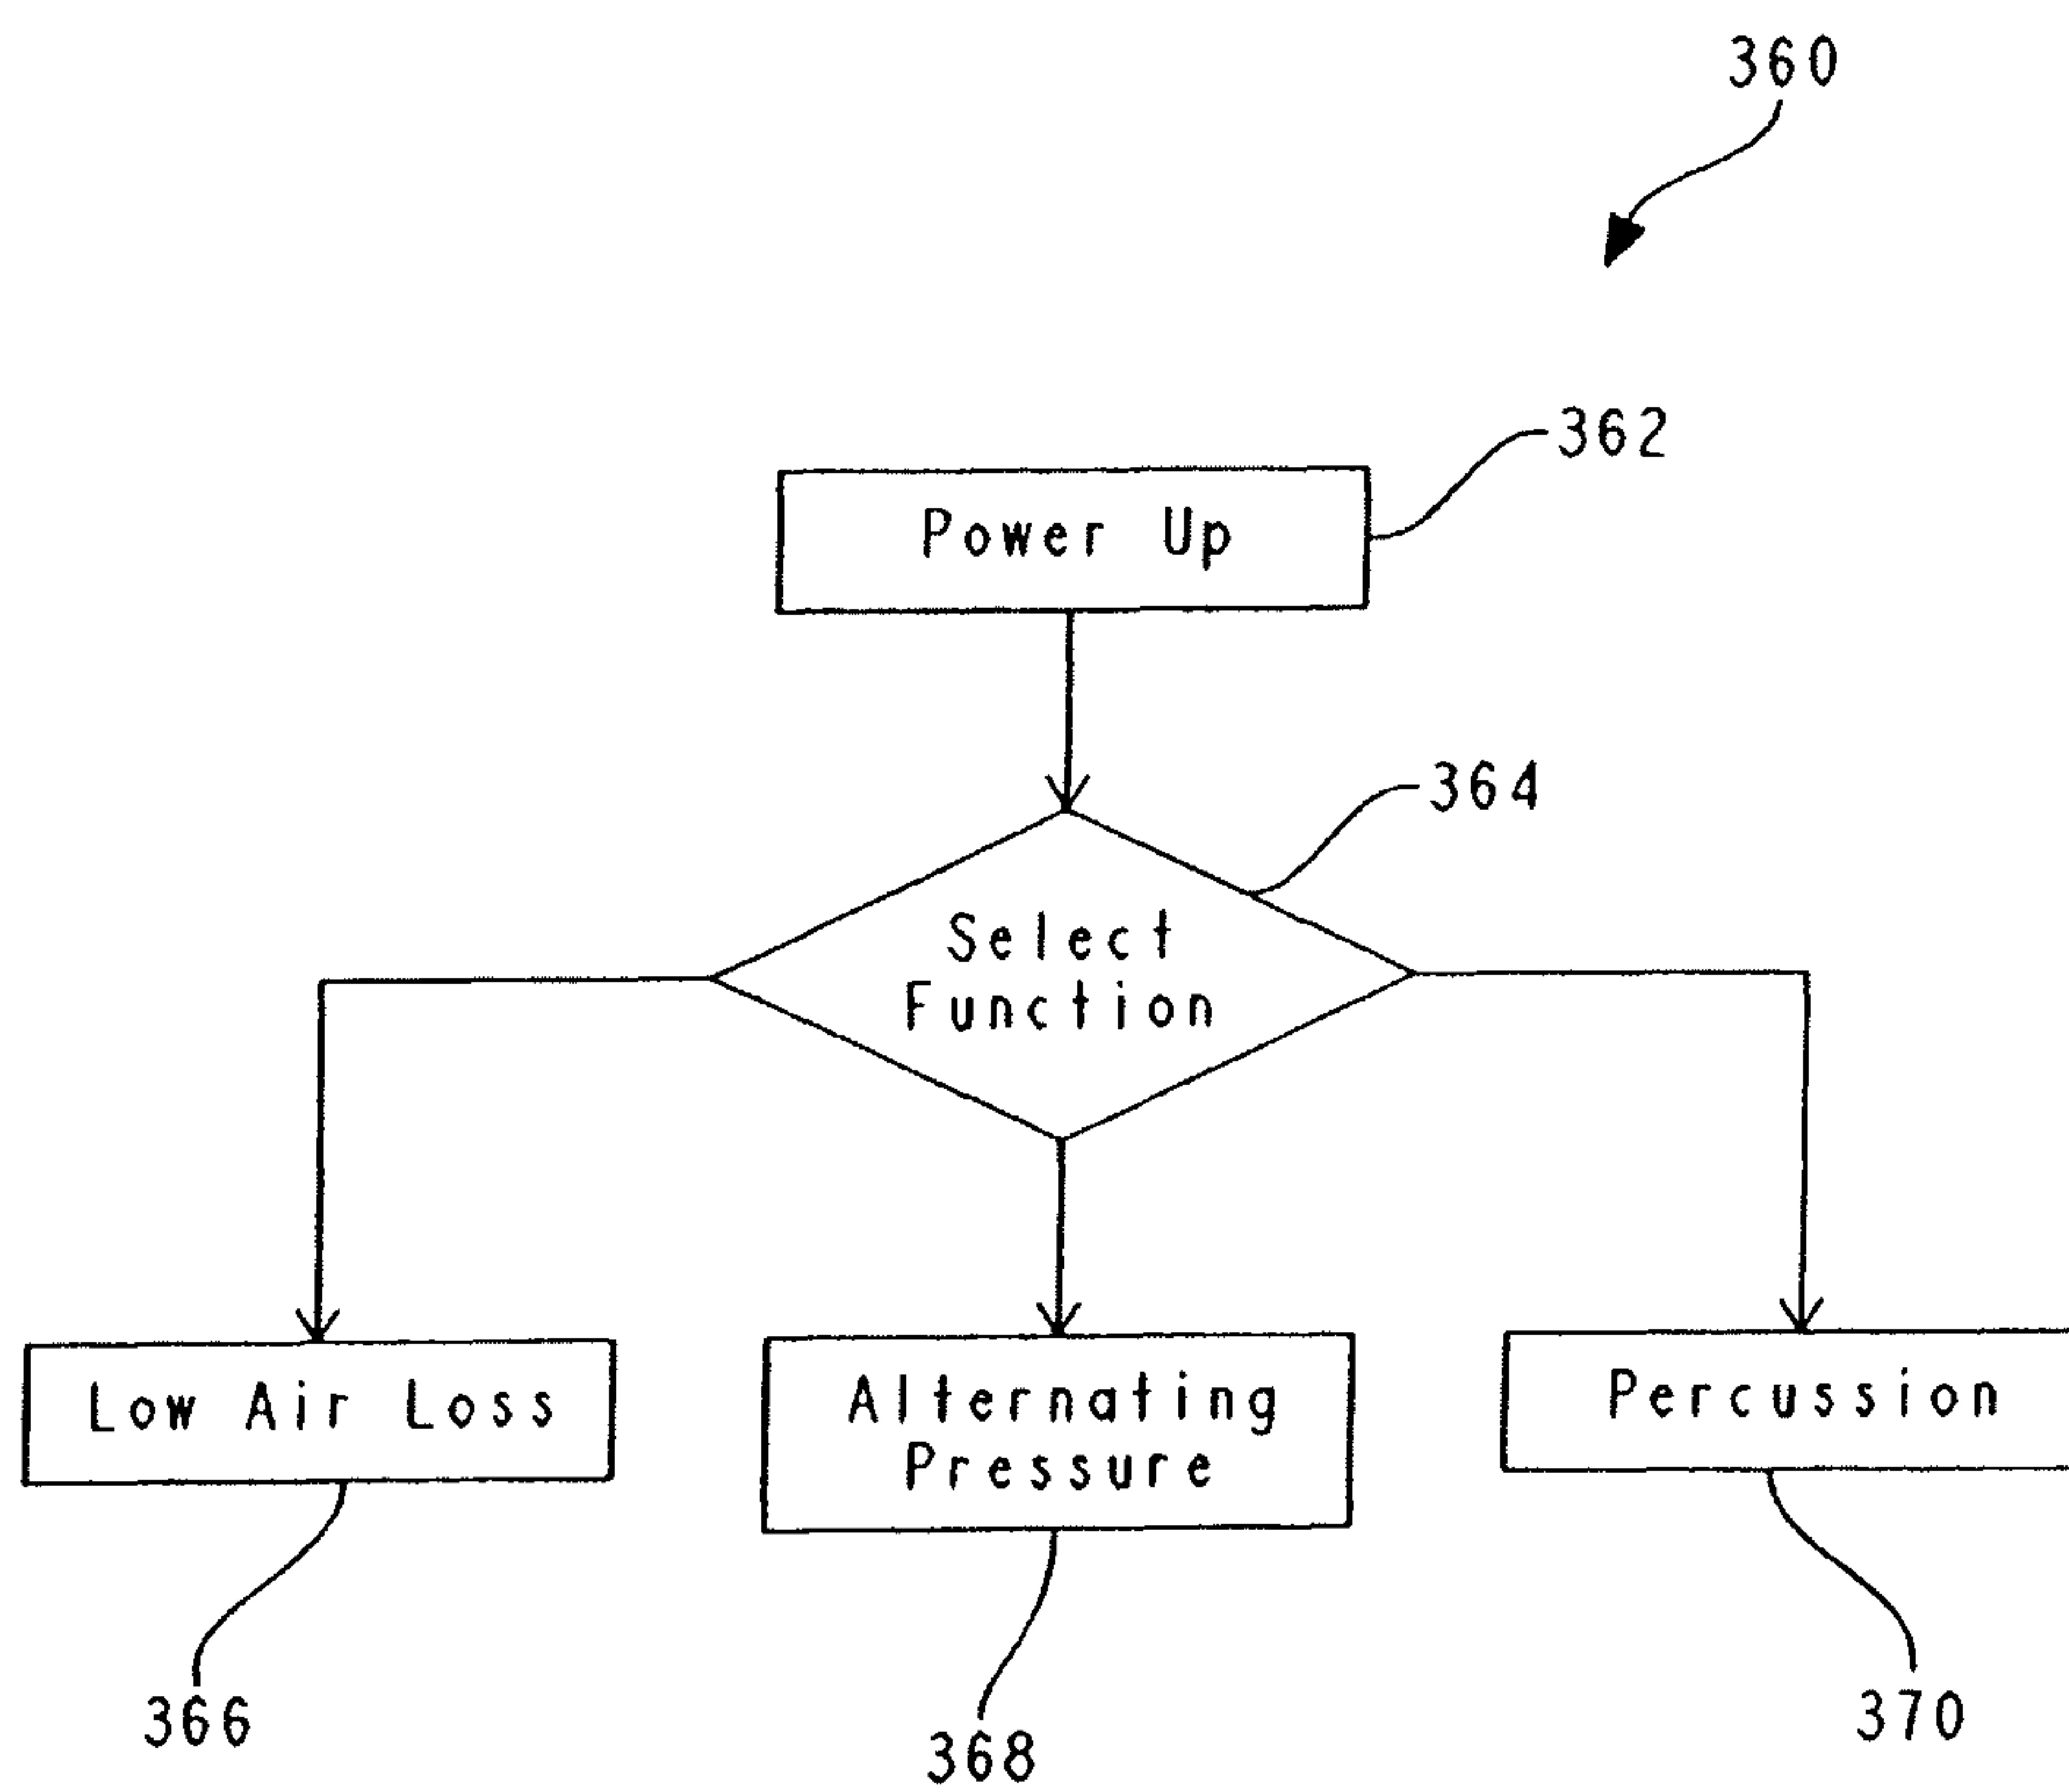 360
362
Power Up
364
Select
Function
Low Air Loss
Alternating
Pressure
Percussion
366
368
370